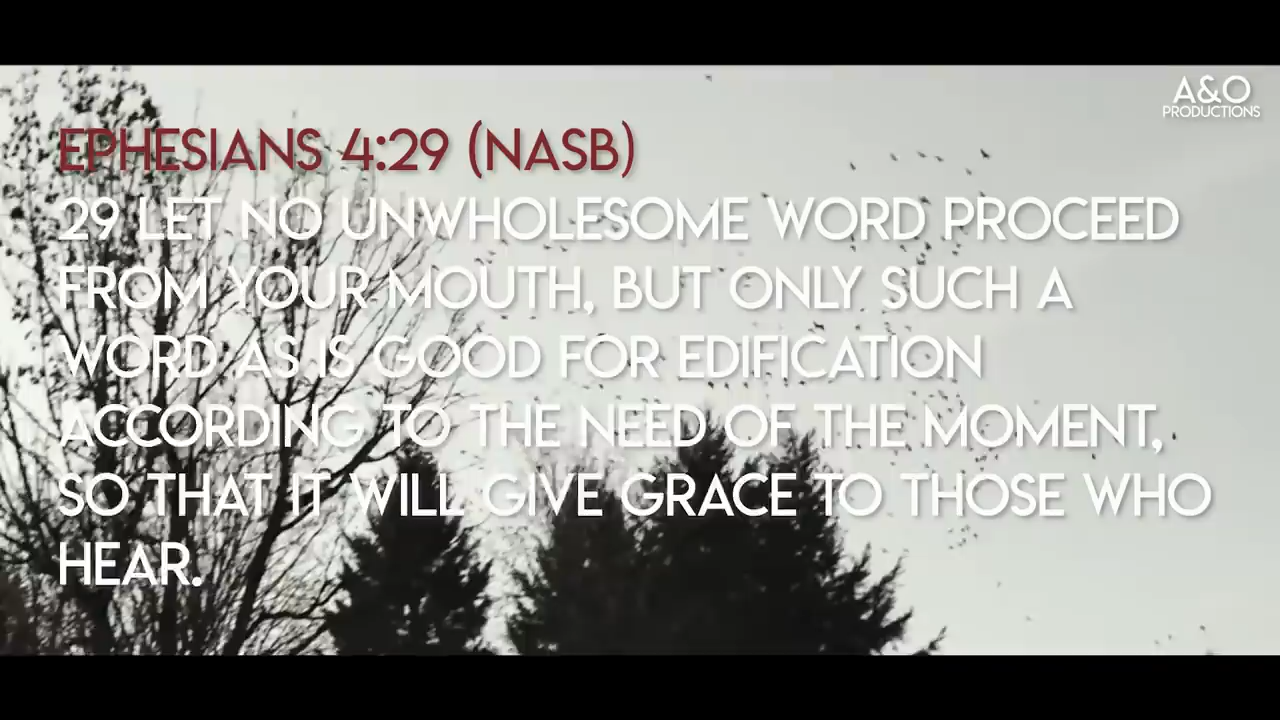 A&O
PRODUCTIONS
EPHESIANS 4:29 (NASB)
29 LET NO UNWHOLESOME WORD PROCEED
FROM YOUR MOUTH, BUT ONLY SUCH A
WORD AS IS GOOD FOR EDIFICATION
ACCORDING TO THE NEED OF THE MOMENT,
SO THAT IT WILL GIVE GRACE TO THOSE WHO
HEAR.